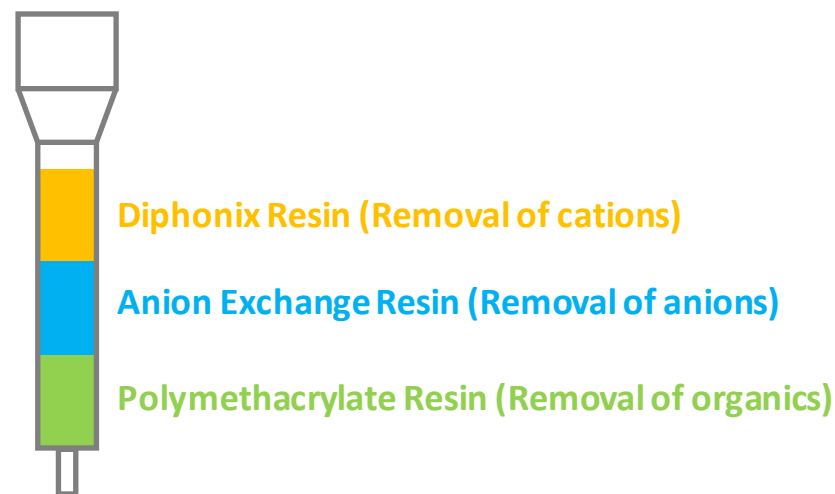 Diphonix Resin (Removal of cations)
Anion Exchange Resin (Removal of anions)
Polymethacrylate Resin (Removal of organics)